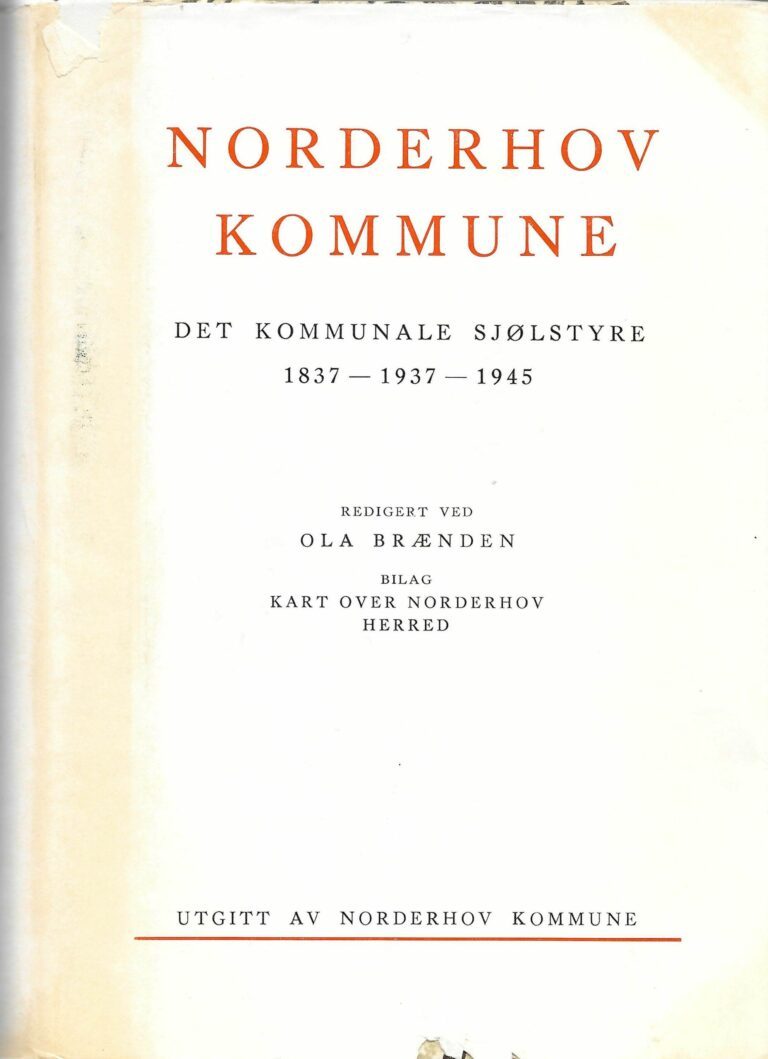 NORDERHOV
KOMMUNE
DET KOMMUNALE SJØLSTYRE
1837 — 1937 — 1945
REDIGERT VED
OLA BRÆNDEN
BILAG
KART OVER NORDERHOV
HERRED
UTGITT AV NORDERHOV KOMMUNE